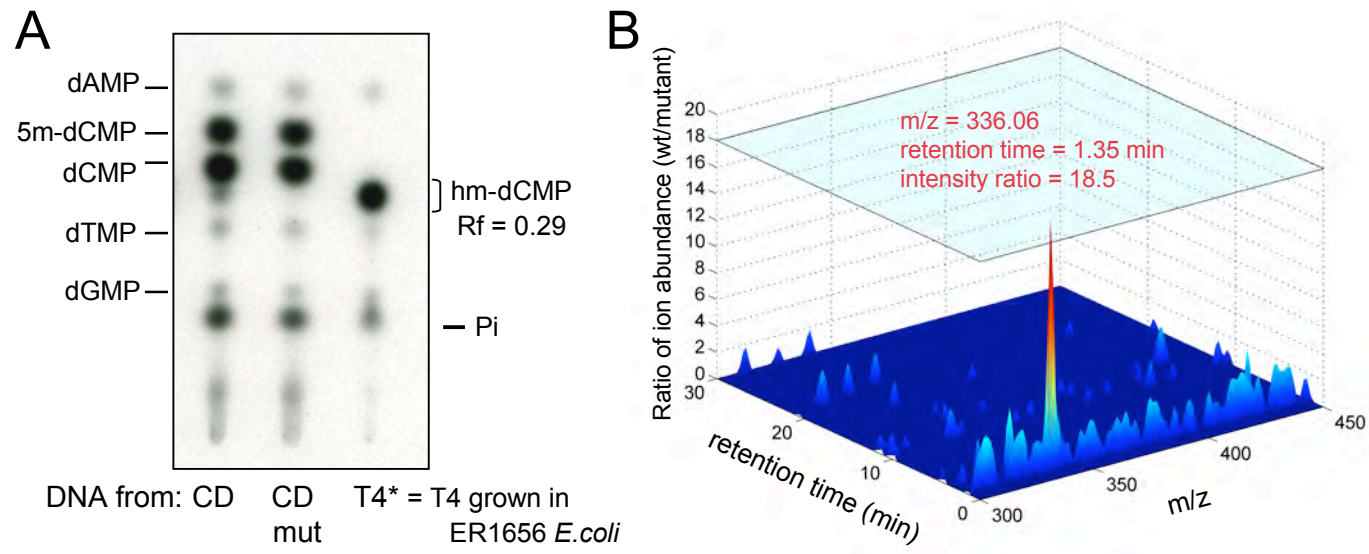 A
dAMP
5m-dCMP
dCMP
dTMP
dGMP
hm-dCMP
Rf = 0.29
Pi
DNA from: CD CD T4* = T4 grown in
mut ER1656 E.coli
B
Ratio of ion abundance (wt/mutant)
20
18
16
14
12
10
8
6
4
2
0
m/z = 336.06
retention time = 1.35 min
intensity ratio = 18.5
30
20
10
0
retention time (min)
300
350
400
450
m/z